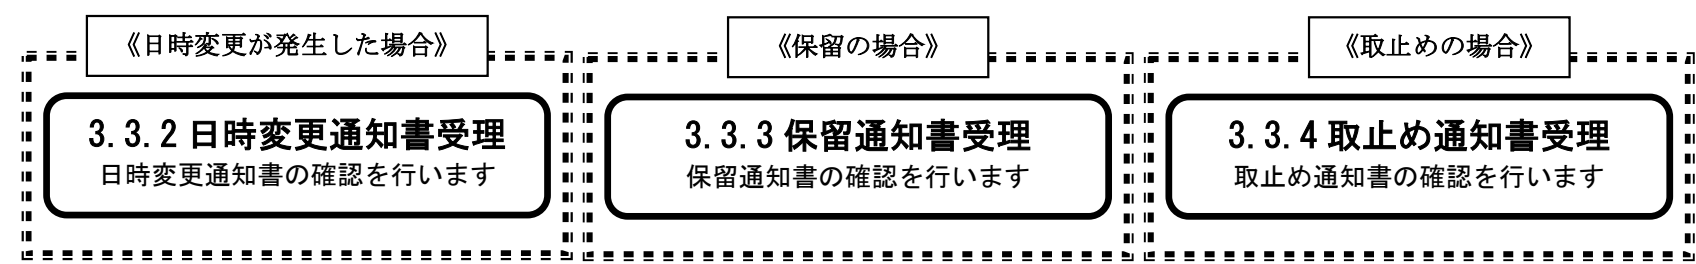 《日時変更が発生した場合》
3.3.2日時変更通知書受理
日時変更通知書の確認を行います
《保留の場合》
3.3.3保留通知書受理
保留通知書の確認を行います
《取止めの場合》
3.3.4取止め通知書受理
取止め通知書の確認を行います